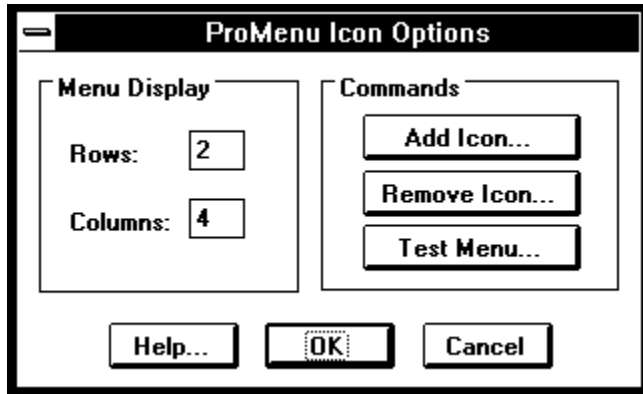 ProMenu Icon Options
Menu Display
Rows: 2
Columns: 4
Commands
Add Icon...
Remove Icon...
Test Menu...
Help... OK Cancel